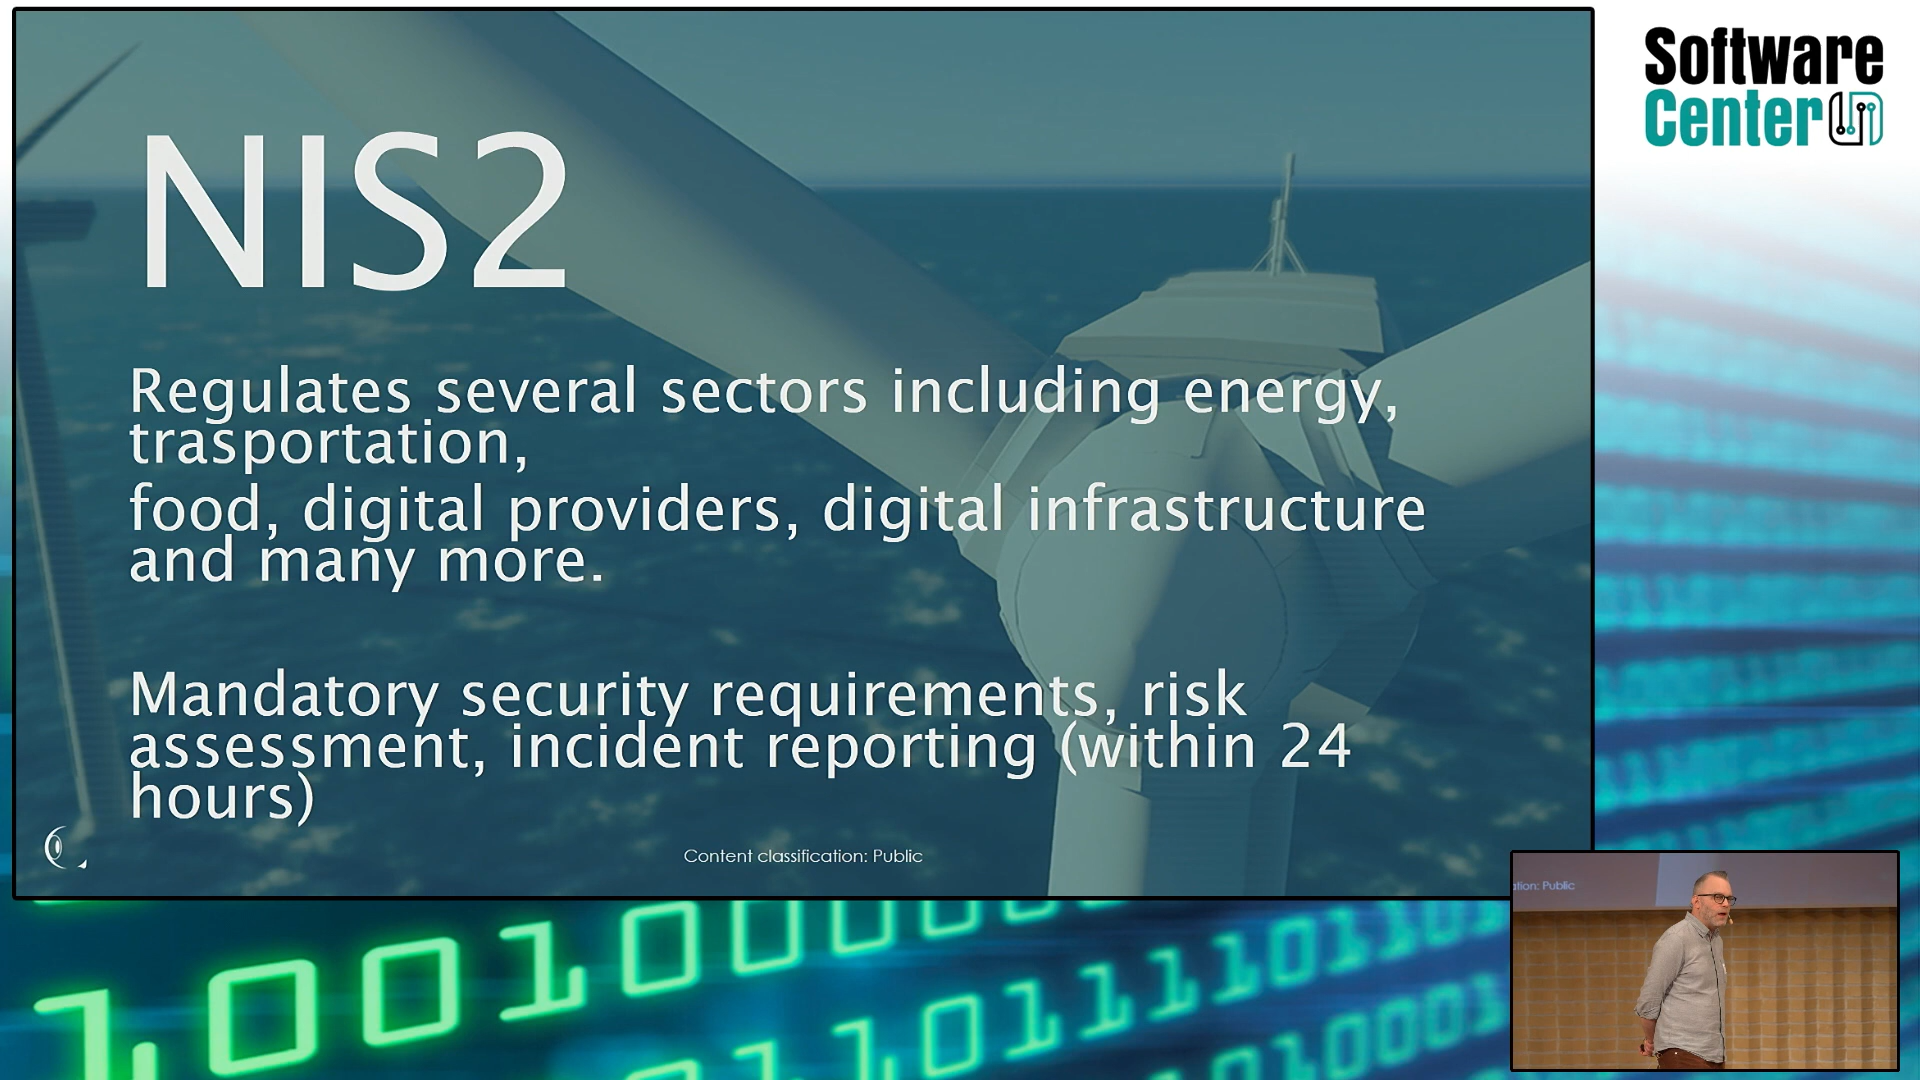 Software
Center
NIS2
Regulates several sectors including energy,
trasportation,
food, digital providers, digital infrastructure
and many more.
Mandatory security requirements, risk
assessment, incident reporting (within 24
hours)
Content classification: Public
ation: Public